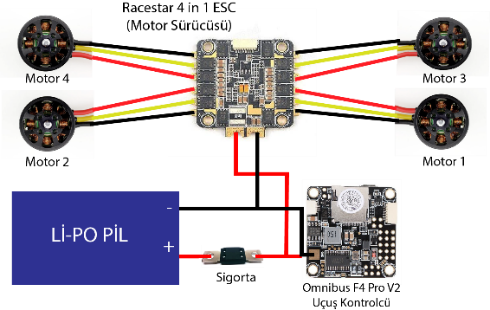 Racestar 4 in 1 ESC
(Motor Sürücüsü)
Motor 4
Motor 3
Motor 2
Motor 1
Lİ-PO PİL
-
+
Sigorta
Omnibus F4 Pro V2
Uçuş Kontrolcü